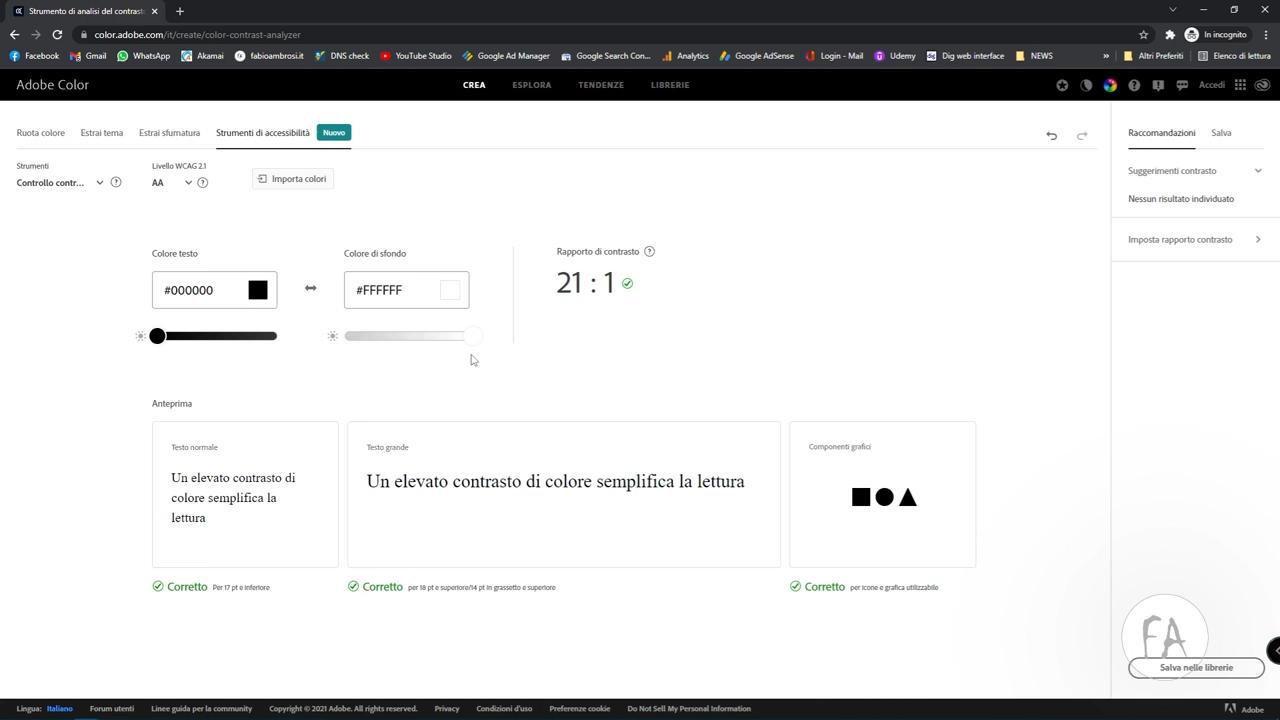 Strumento di analisi del contrasto
color.adobe.com/it/create/color-contrast-analyzer
In incognito
Facebook
Gmail
WhatsApp
Akamai
fabioambrosi.it
DNS check
YouTube Studio
Google Ad Manager
Google Search Con...
Analytics
Google AdSense
Login - Mail
Udemy
Dig web interface
NEWS
»
Altri Preferiti
Elenco di lettura
Adobe Color
CREA
ESPLORA
TENDENZE
LIBRERIE
Accedi
Ruota colore
Estrai tema
Estrai sfumatura
Strumenti di accessibilità
Nuovo
Raccomandazioni
Salva
Strumenti
Controllo contr...
Livello WCAG 2.1
AA
Importa colori
Suggerimenti contrasto
Nessun risultato individuato
Imposta rapporto contrasto
Colore testo
#000000
Colore di sfondo
#FFFFFF
Rapporto di contrasto
21 : 1
Anteprima
Testo normale
Un elevato contrasto di
colore semplifica la
lettura
Testo grande
Un elevato contrasto di colore semplifica la lettura
Componenti grafici
Corretto Per 17 pt e inferiore
Corretto per 18 pt e superiore/14 pt in grassetto e superiore
Corretto per icone e grafica utilizzabile
FA
Salva nelle librerie
Lingua: Italiano
Forum utenti
Linee guida per la community
Copyright © 2021 Adobe. All rights reserved.
Privacy
Condizioni d'uso
Preferenze cookie
Do Not Sell My Personal Information
Adobe